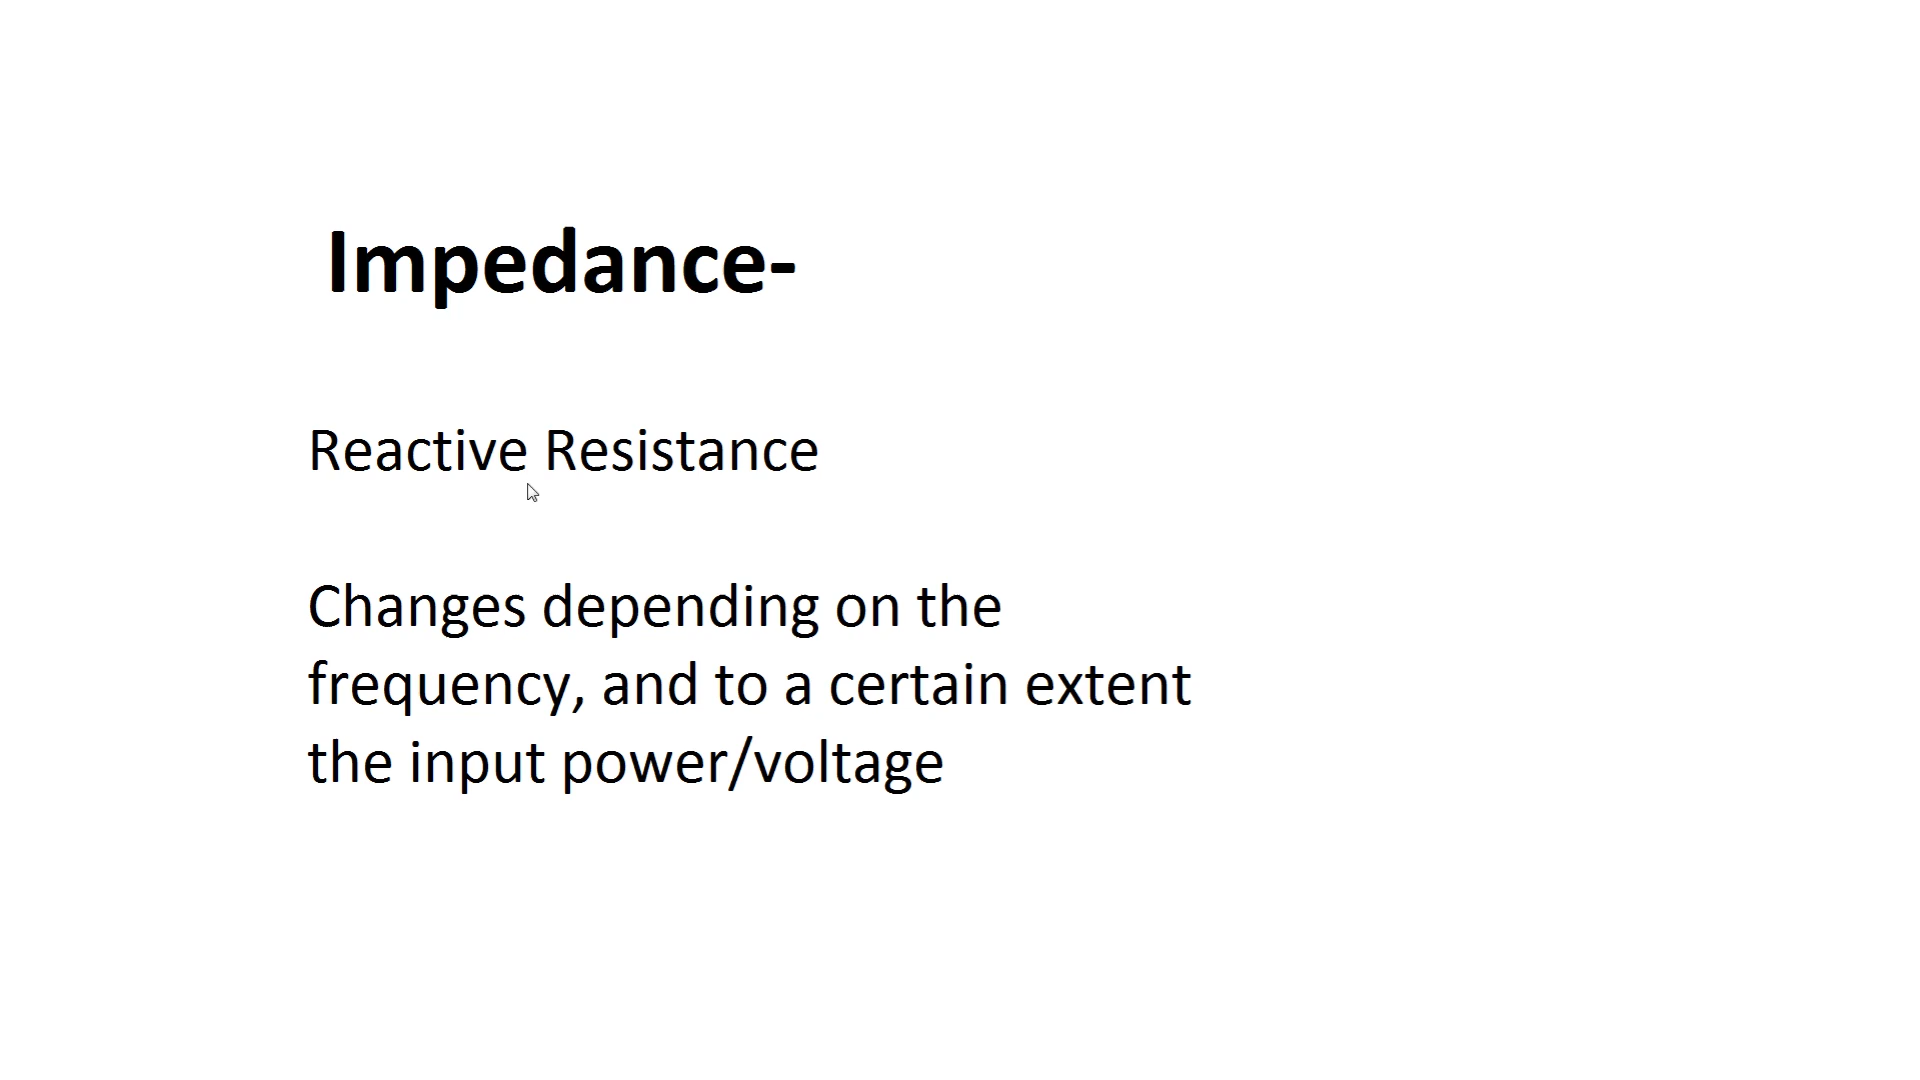 Impedance-
Reactive Resistance
Changes depending on the
frequency, and to a certain extent
the input power/voltage